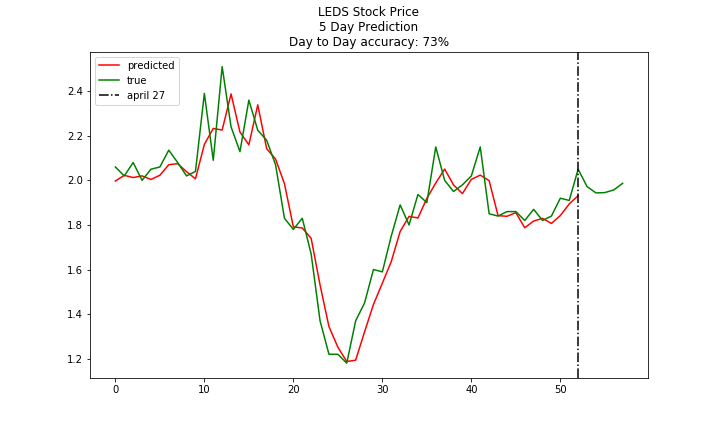 LEDS Stock Price
5 Day Prediction
Day to Day accuracy: 73%
predicted
true
april 27
2.4
2.2
2.0
1.8
1.6
1.4
1.2
0 10 20 30 40 50